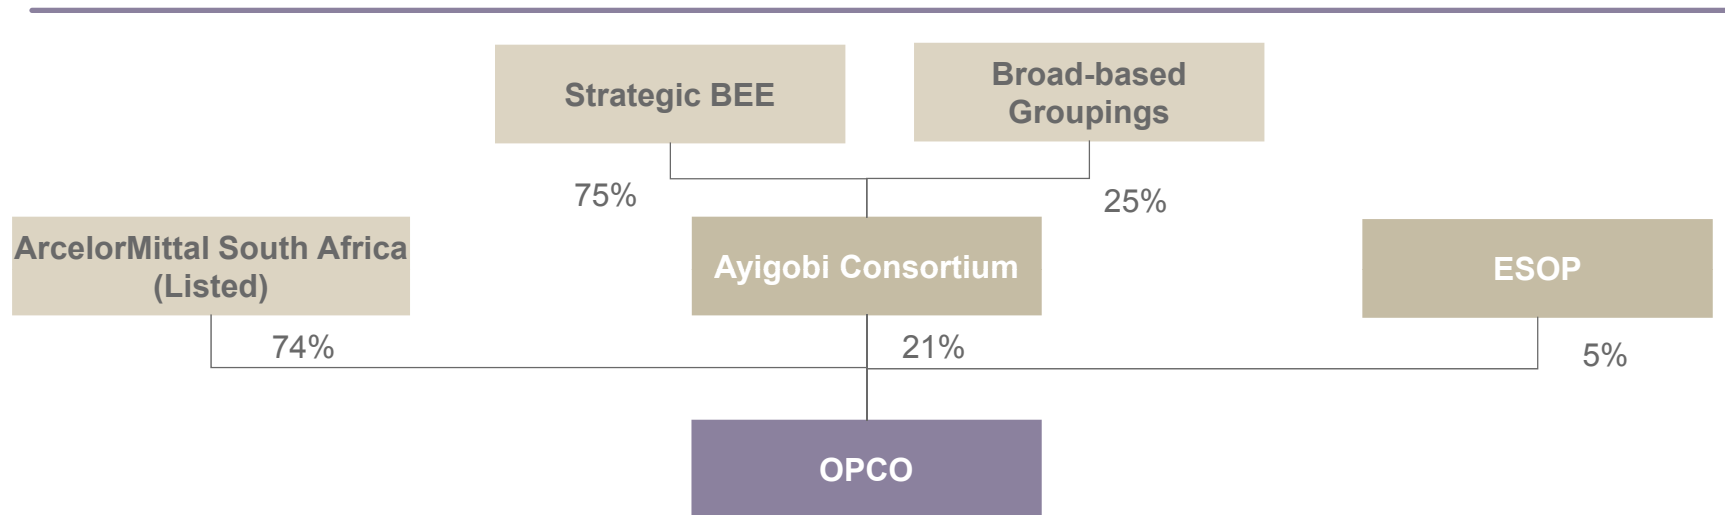 Strategic BEE
Broad-based
Groupings
75%
25%
ArcelorMittal South Africa
(Listed)
Ayigobi Consortium
ESOP
74%
21%
5%
OPCO